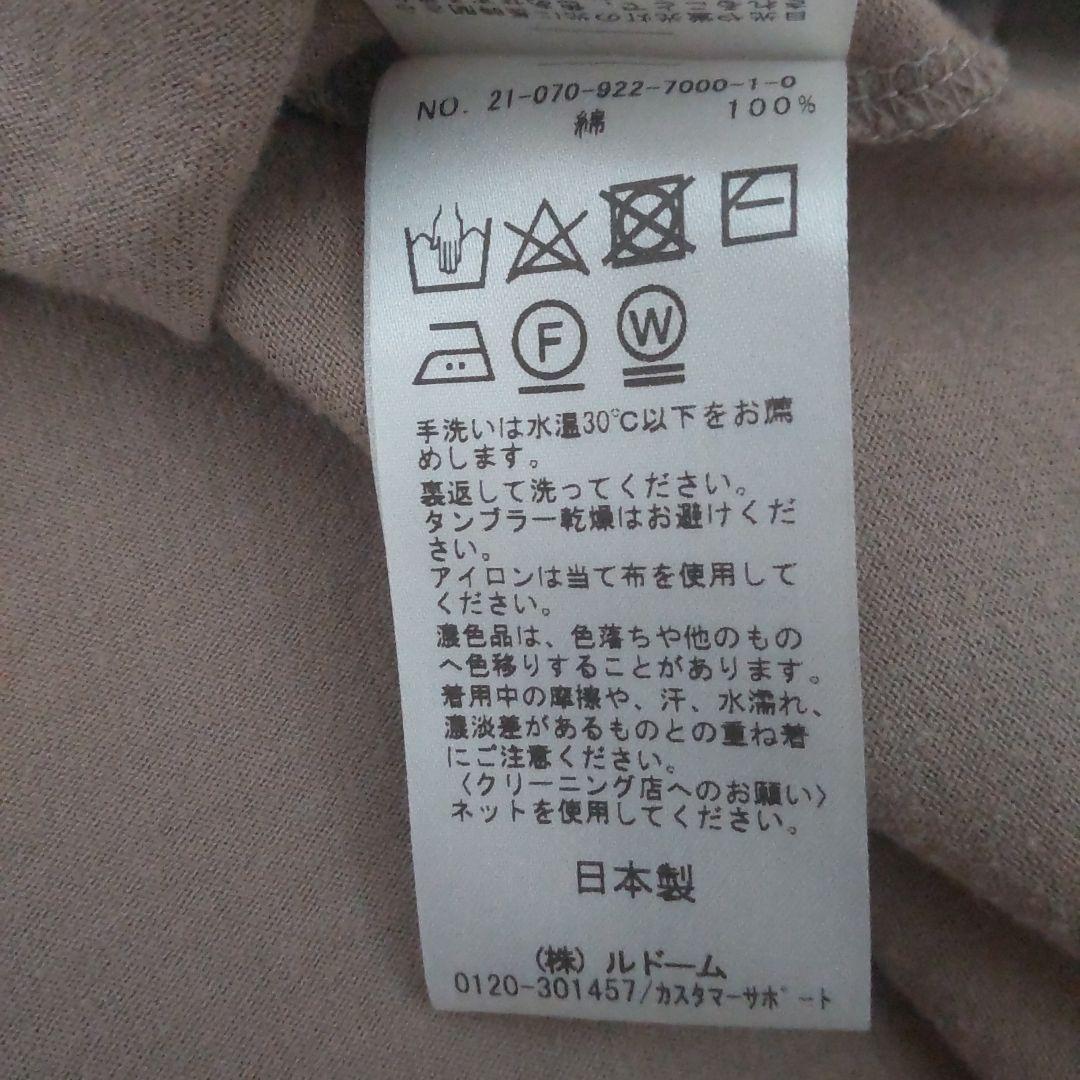 NO. 21-070-922-7000-1-0
綿 100%
F W
手洗いは水温30℃以下をお薦
めします。
裏返して洗ってください。
タンブラー乾燥はお避けくだ
さい。
アイロンは当て布を使用して
ください。
濃色品は、色落ちや他のもの
へ色移りすることがあります。
着用中の摩擦や、汗、水濡れ、
濃淡差があるものとの重ね着
にご注意ください。
〈クリーニング店へのお願い〉
ネットを使用してください。
日本製
(株) ルドーム
0120-301457/カスタマーサポート